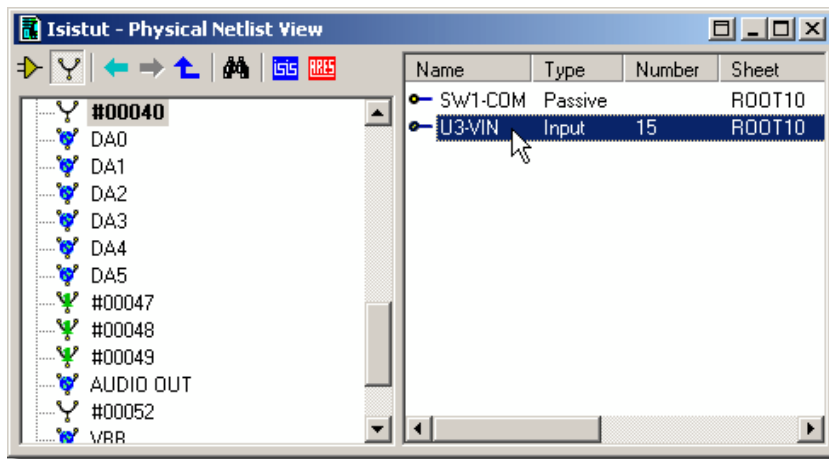 Isistut - Physical Netlist View
isis ARES
#00040
DA0
DA1
DA2
DA3
DA4
DA5
#00047
#00048
#00049
AUDIO OUT
#00052
VBB
Name Type Number Sheet
SW1-COM Passive ROOT10
U3-VIN Input 15 ROOT10